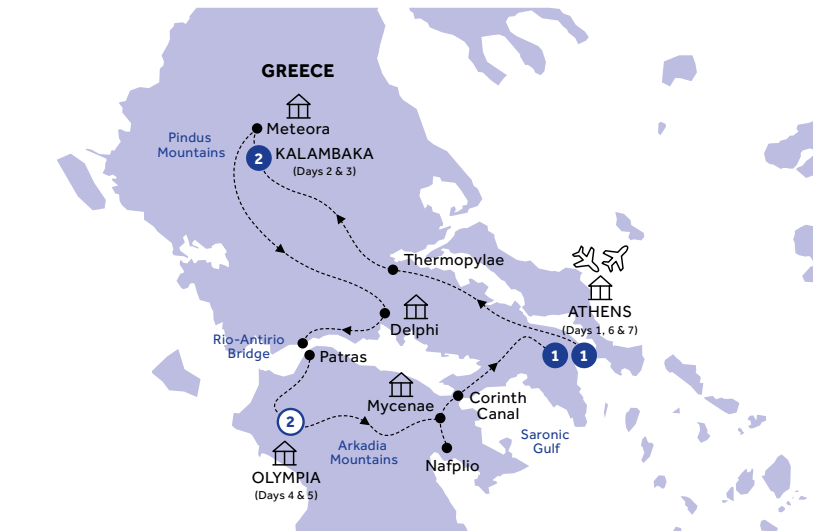 GREECE
Meteora
Pindus
Mountains
2
KALAMBAKA
(Days 2 & 3)
Thermopylae
ATHENS
(Days 1, 6 & 7)
1
1
Delphi
Rio-Antirio
Bridge
Patras
Mycenae
Corinth
Canal
2
Arkadia
Mountains
Saronic
Gulf
Nafplio
OLYMPIA
(Days 4 & 5)